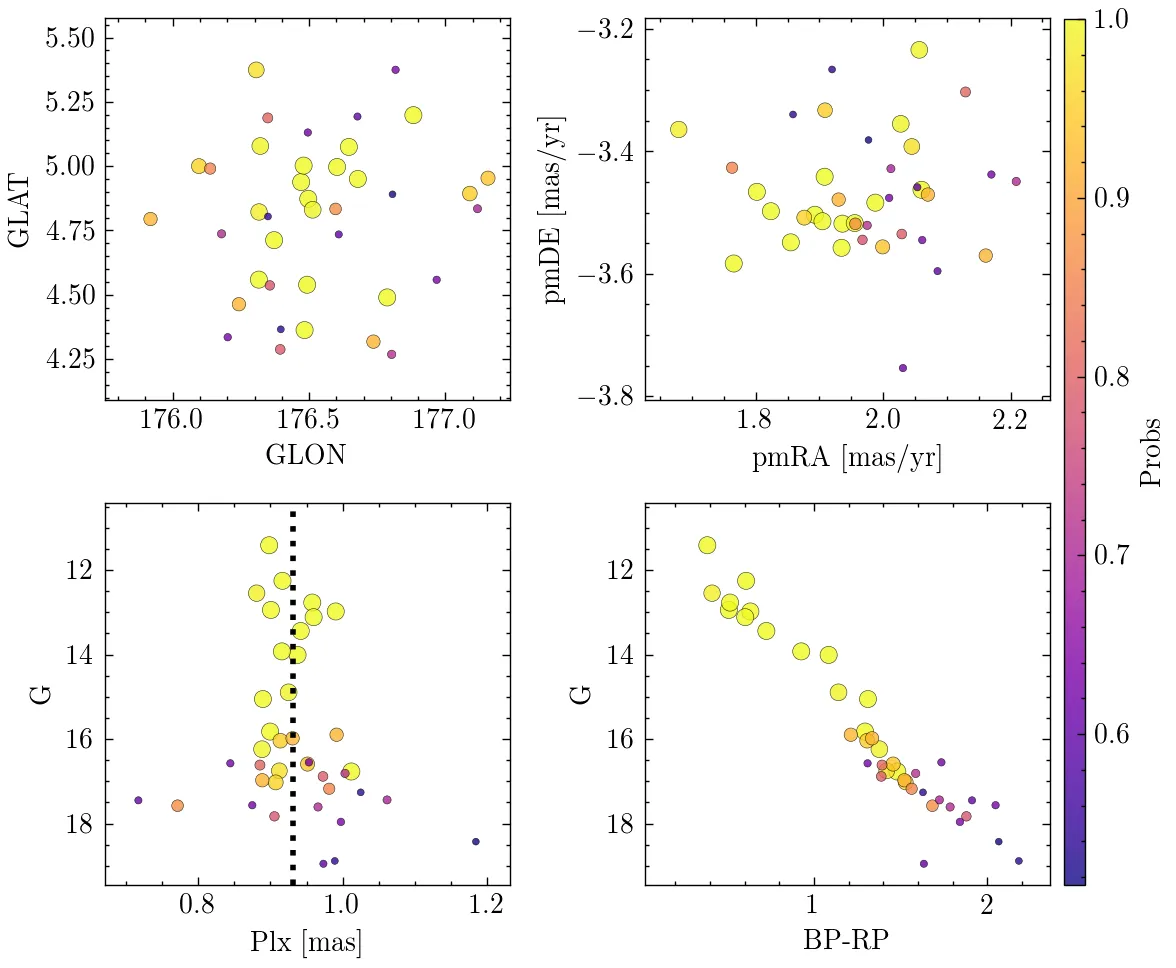 5.50
5.25
5.00
4.75
4.50
4.25
GLAT
176.0 176.5 177.0
GLON
−3.2
−3.4
−3.6
−3.8
pmDE [mas/yr]
1.8 2.0 2.2
pmRA [mas/yr]
12
14
16
18
G
0.8 1.0 1.2
Plx [mas]
12
14
16
18
G
1 2
BP-RP
1.0
0.9
0.8
0.7
0.6
Probs